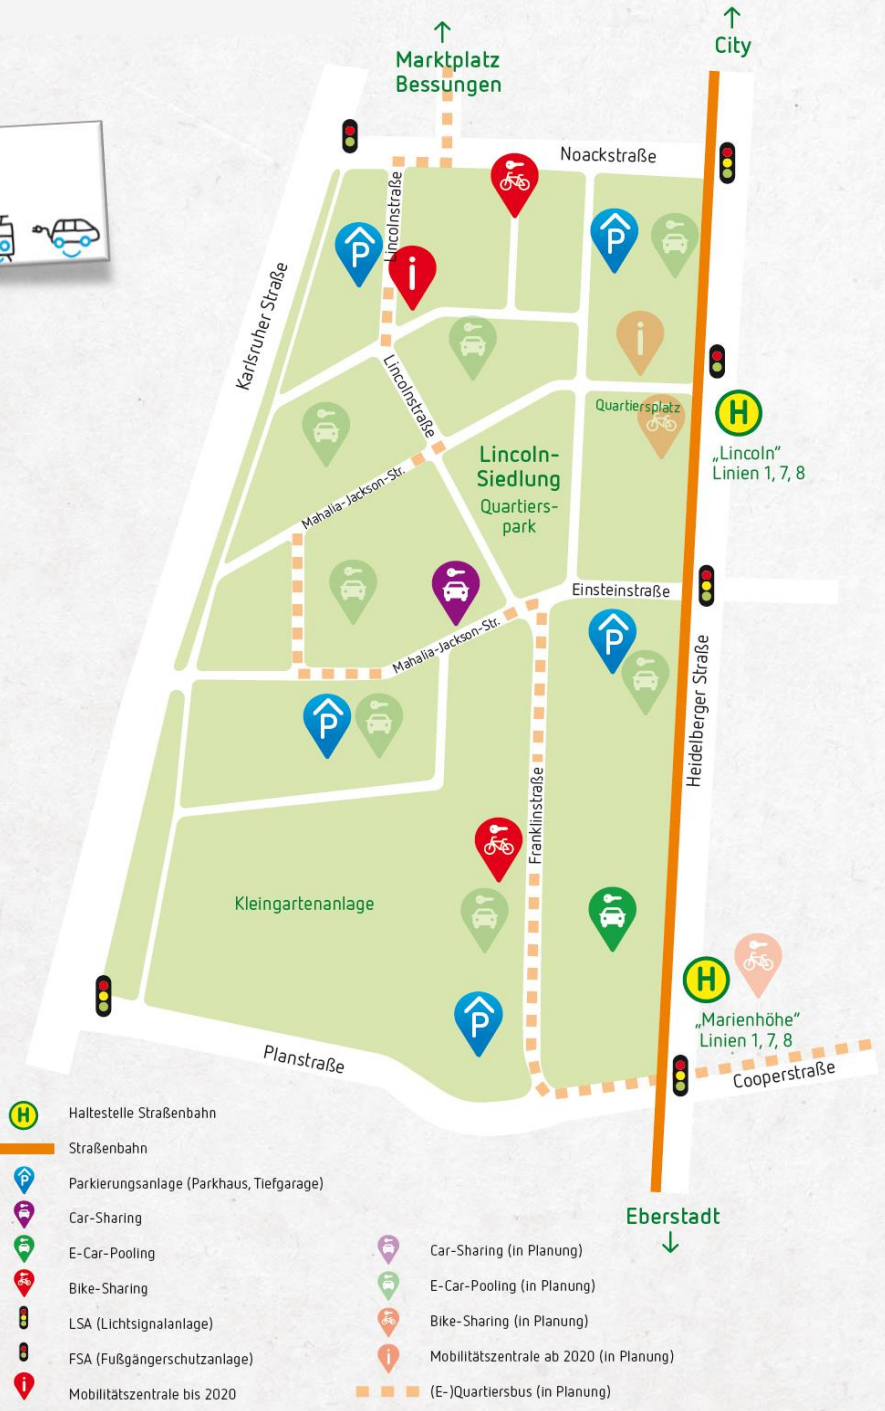 Marktplatz
Bessungen
City
Noackstraße
Lincolnstraße
P
P
i
Karlsruher Straße
i
Lincolnstraße
Quartiersplatz
H
„Lincoln“
Linien 1, 7, 8
Lincoln-
Siedlung
Quartiers-
park
Mahalia-Jackson-Str.
Einsteinstraße
P
Mahalia-Jackson-Str.
Heidelberger Straße
P
Franklinstraße
Kleingartenanlage
H
„Marienhöhe“
Linien 1, 7, 8
P
Planstraße
Cooperstraße
Eberstadt
H Haltestelle Straßenbahn
Straßenbahn
P Parkierungsanlage (Parkhaus, Tiefgarage)
Car-Sharing
E-Car-Pooling
Bike-Sharing
LSA (Lichtsignalanlage)
FSA (Fußgängerschutzanlage)
i Mobilitätszentrale bis 2020
Car-Sharing (in Planung)
E-Car-Pooling (in Planung)
Bike-Sharing (in Planung)
i Mobilitätszentrale ab 2020 (in Planung)
(E-)Quartiersbus (in Planung)